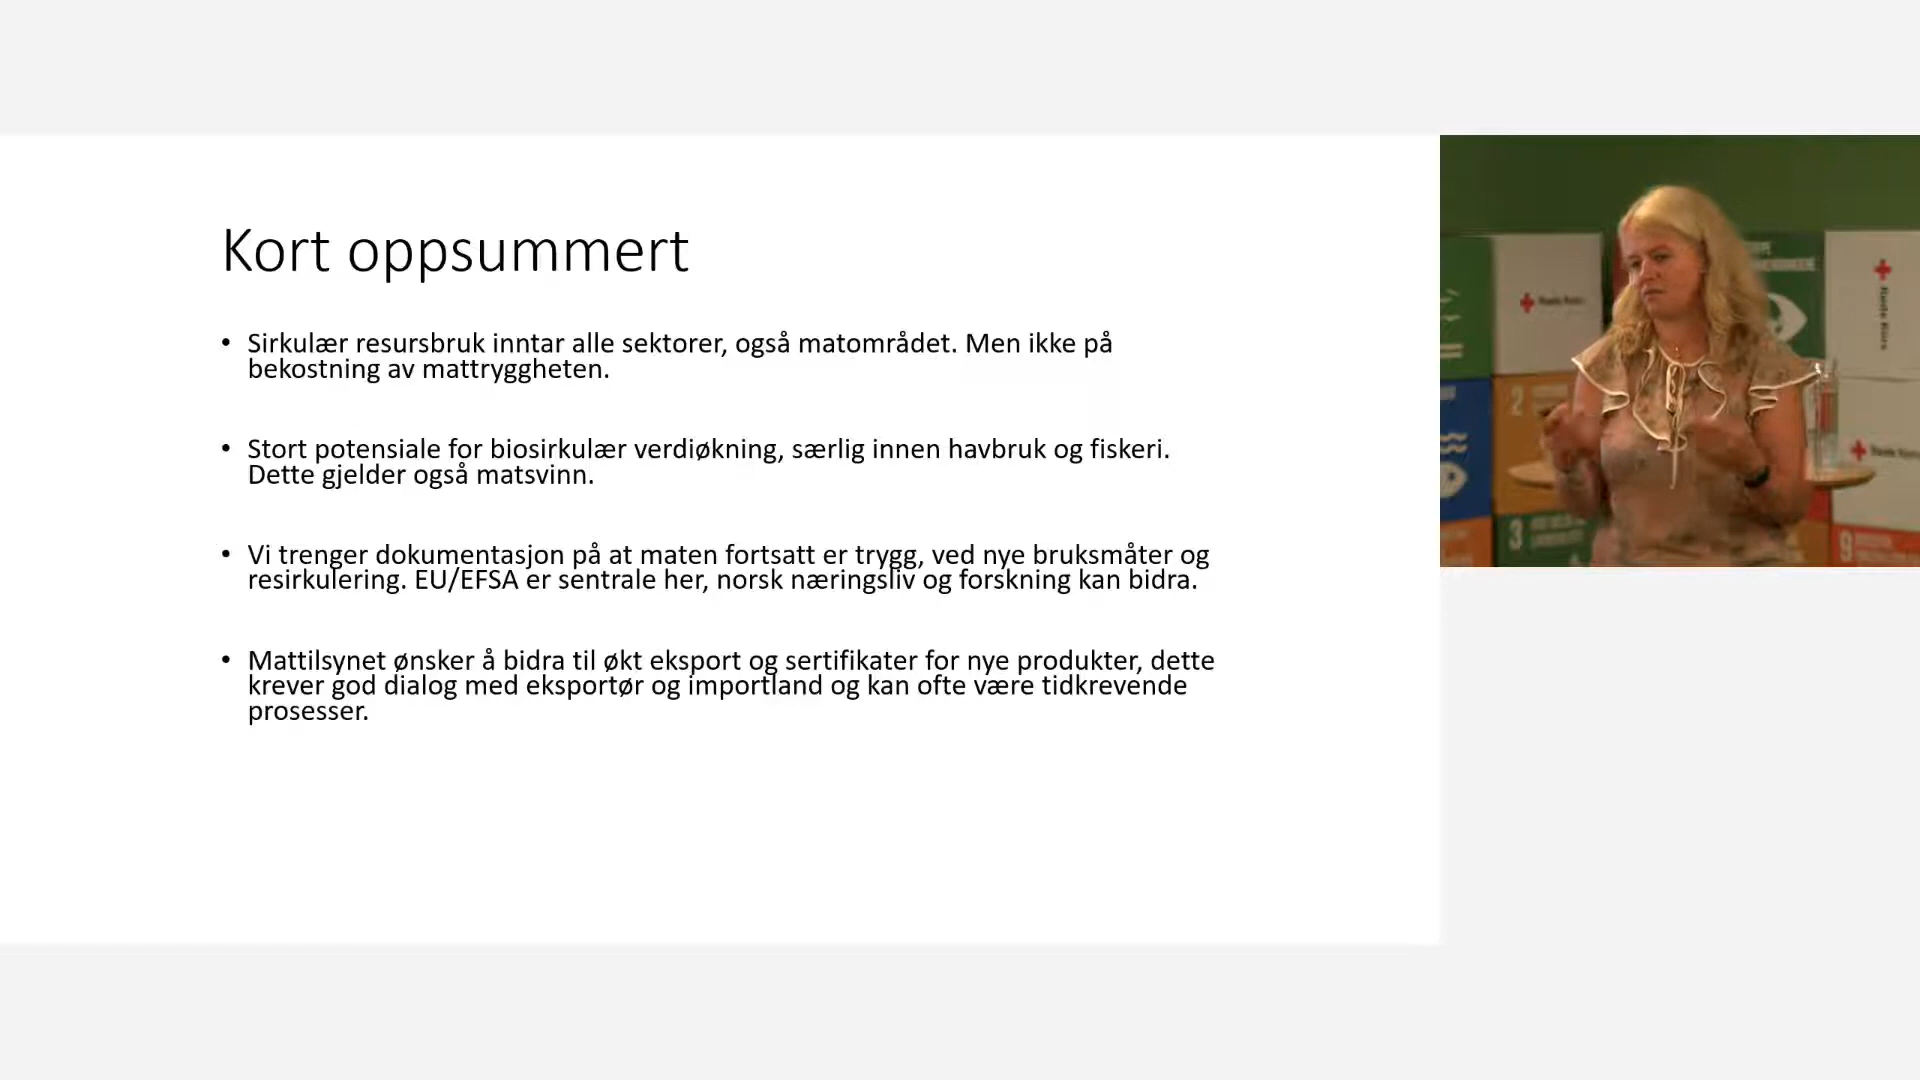 Kort oppsummert
• Sirkulær resursbruk inntar alle sektorer, også matområdet. Men ikke på
bekostning av mattryggheten.
• Stort potensiale for biosirkulær verdiøkning, særlig innen havbruk og fiskeri.
Dette gjelder også matsvinn.
• Vi trenger dokumentasjon på at maten fortsatt er trygg, ved nye bruksmåter og
resirkulering. EU/EFSA er sentrale her, norsk næringsliv og forskning kan bidra.
• Mattilsynet ønsker å bidra til økt eksport og sertifikater for nye produkter, dette
krever god dialog med eksportør og importland og kan ofte være tidkrevende
prosesser.
2
3
9